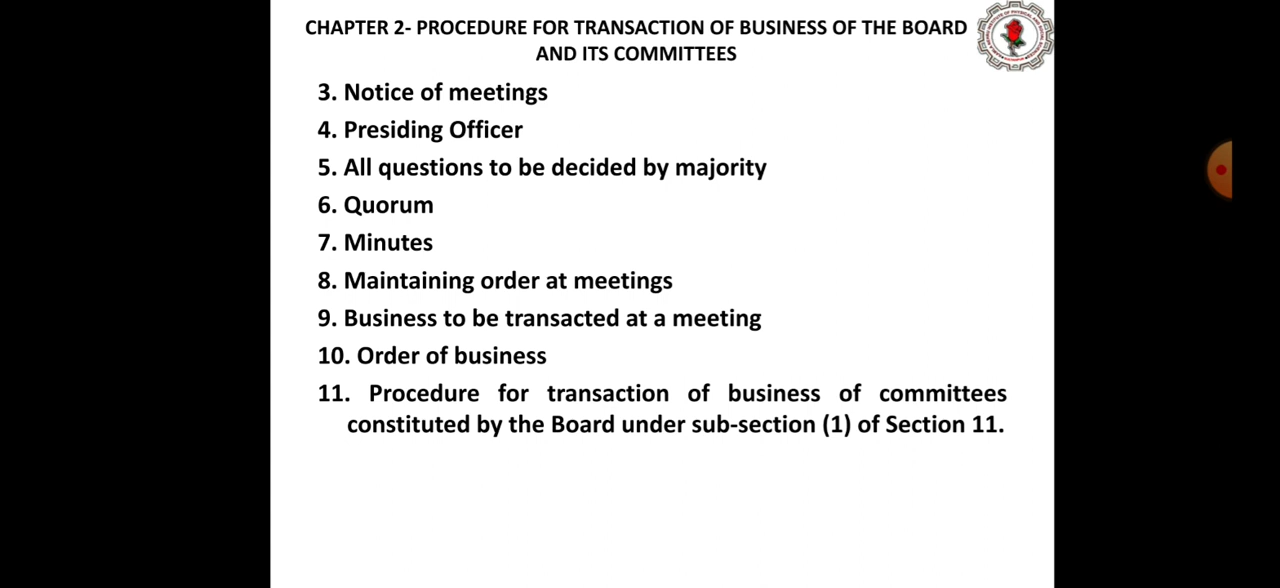 CHAPTER 2- PROCEDURE FOR TRANSACTION OF BUSINESS OF THE BOARD
AND ITS COMMITTEES
3. Notice of meetings
4. Presiding Officer
5. All questions to be decided by majority
6. Quorum
7. Minutes
8. Maintaining order at meetings
9. Business to be transacted at a meeting
10. Order of business
11. Procedure for transaction of business of committees
constituted by the Board under sub-section (1) of Section 11.